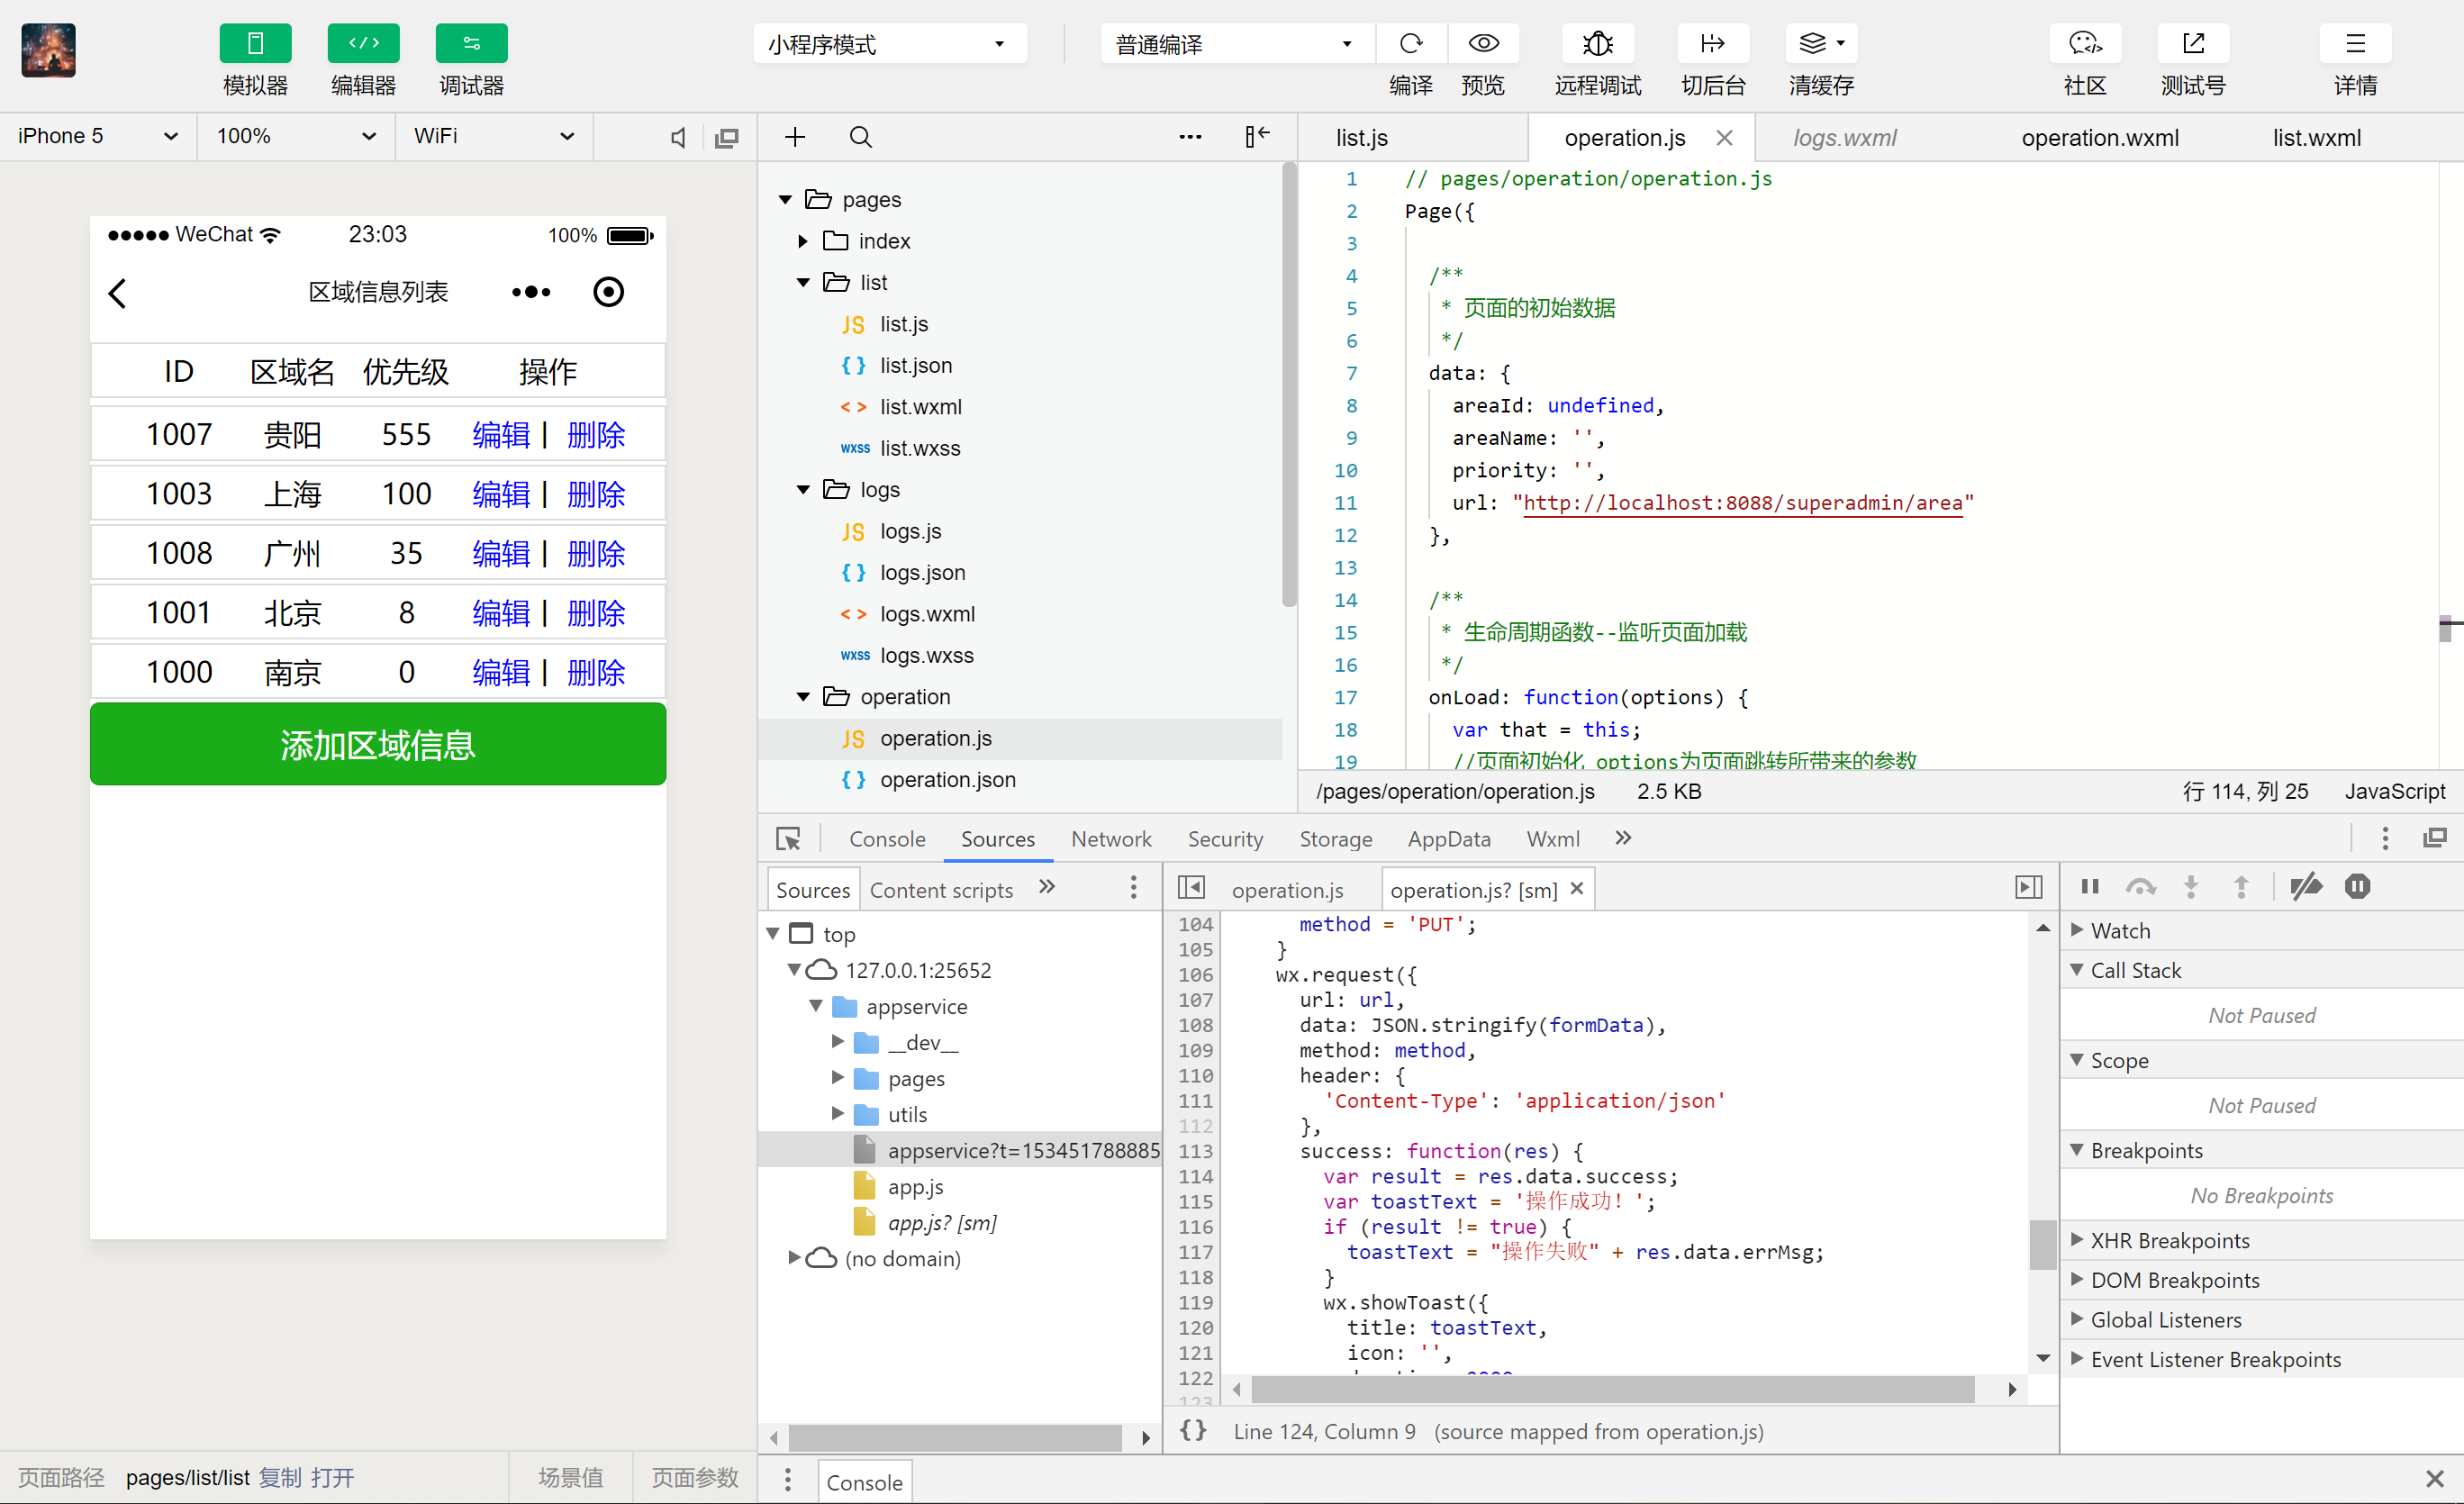 模拟器
编辑器
调试器
小程序模式
普通编译
编译
预览
远程调试
切后台
清缓存
社区
测试号
详情
iPhone 5
100%
WiFi
WeChat
23:03
100%
区域信息列表
ID 区域名 优先级 操作
1007 贵阳 555 编辑 | 删除
1003 上海 100 编辑 | 删除
1008 广州 35 编辑 | 删除
1001 北京 8 编辑 | 删除
1000 南京 0 编辑 | 删除
添加区域信息
页面路径 pages/list/list 复制 打开
场景值
页面参数
pages
index
list
JS list.js
{ } list.json
< > list.wxml
wxss list.wxss
logs
JS logs.js
{ } logs.json
< > logs.wxml
wxss logs.wxss
operation
JS operation.js
{ } operation.json
list.js
operation.js
logs.wxml
operation.wxml
list.wxml
1 // pages/operation/operation.js
2 Page({
3
4 /**
5 * 页面的初始数据
6 */
7 data: {
8 areaId: undefined,
9 areaName: '',
10 priority: '',
11 url: "http://localhost:8088/superadmin/area"
12 },
13
14 /**
15 * 生命周期函数--监听页面加载
16 */
17 onLoad: function(options) {
18 var that = this;
19 //页面初始化 options为页面跳转所带来的参数
/pages/operation/operation.js 2.5 KB
行 114, 列 25 JavaScript
Console
Sources
Network
Security
Storage
AppData
Wxml
Sources
Content scripts
top
127.0.0.1:25652
appservice
__dev__
pages
utils
appservice?t=153451788885
app.js
app.js? [sm]
(no domain)
operation.js
operation.js? [sm]
104 method = 'PUT';
105 }
106 wx.request({
107 url: url,
108 data: JSON.stringify(formData),
109 method: method,
110 header: {
111 'Content-Type': 'application/json'
112 },
113 success: function(res) {
114 var result = res.data.success;
115 var toastText = '操作成功！';
116 if (result != true) {
117 toastText = "操作失败" + res.data.errMsg;
118 }
119 wx.showToast({
120 title: toastText,
121 icon: '',
122
123
{} Line 124, Column 9 (source mapped from operation.js)
Watch
Call Stack
Not Paused
Scope
Not Paused
Breakpoints
No Breakpoints
XHR Breakpoints
DOM Breakpoints
Global Listeners
Event Listener Breakpoints
Console